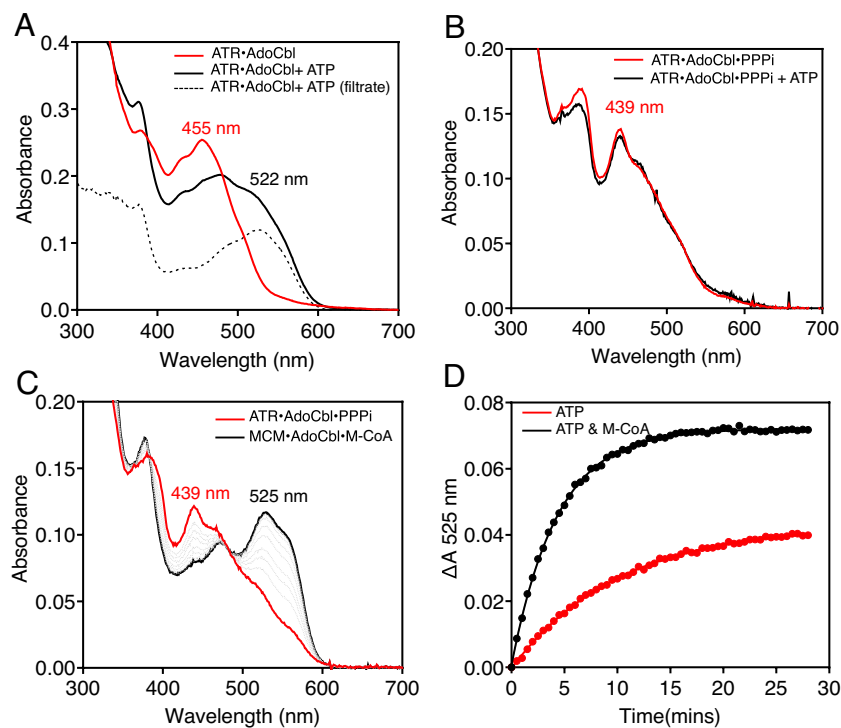 A
0.4
0.3
0.2
0.1
0.0
Absorbance
ATR•AdoCbl
ATR•AdoCbl+ ATP
ATR•AdoCbl+ ATP (filtrate)
455 nm
522 nm
300 400 500 600 700
Wavelength (nm)
B
0.20
0.15
0.10
0.05
0.00
Absorbance
ATR•AdoCbl•PPPi
ATR•AdoCbl•PPPi + ATP
439 nm
300 400 500 600 700
Wavelength (nm)
C
0.20
0.15
0.10
0.05
0.00
Absorbance
ATR•AdoCbl•PPPi
MCM•AdoCbl•M-CoA
439 nm
525 nm
300 400 500 600 700
Wavelength (nm)
D
0.08
0.06
0.04
0.02
0.00
ΔA 525 nm
ATP
ATP & M-CoA
0 5 10 15 20 25 30
Time(mins)